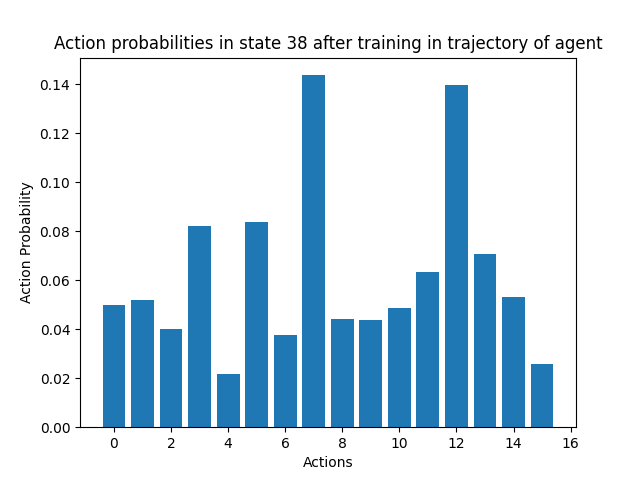 Action probabilities in state 38 after training in trajectory of agent
0.14
0.12
0.10
0.08
0.06
0.04
0.02
0.00
Action Probability
0 2 4 6 8 10 12 14 16
Actions